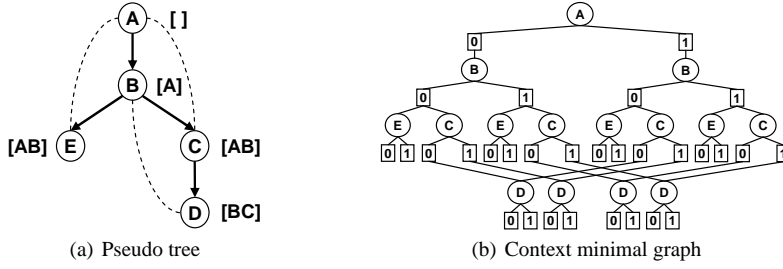 A [ ]
B [A]
[AB] E C [AB]
D [BC]
(a) Pseudo tree
A
0 1
B B
0 1 0 1
E C E C E C E C
0 1 0 1 0 1 0 1 0 1 0 1 0 1 0 1
D D D D
0 1 0 1 0 1 0 1
(b) Context minimal graph